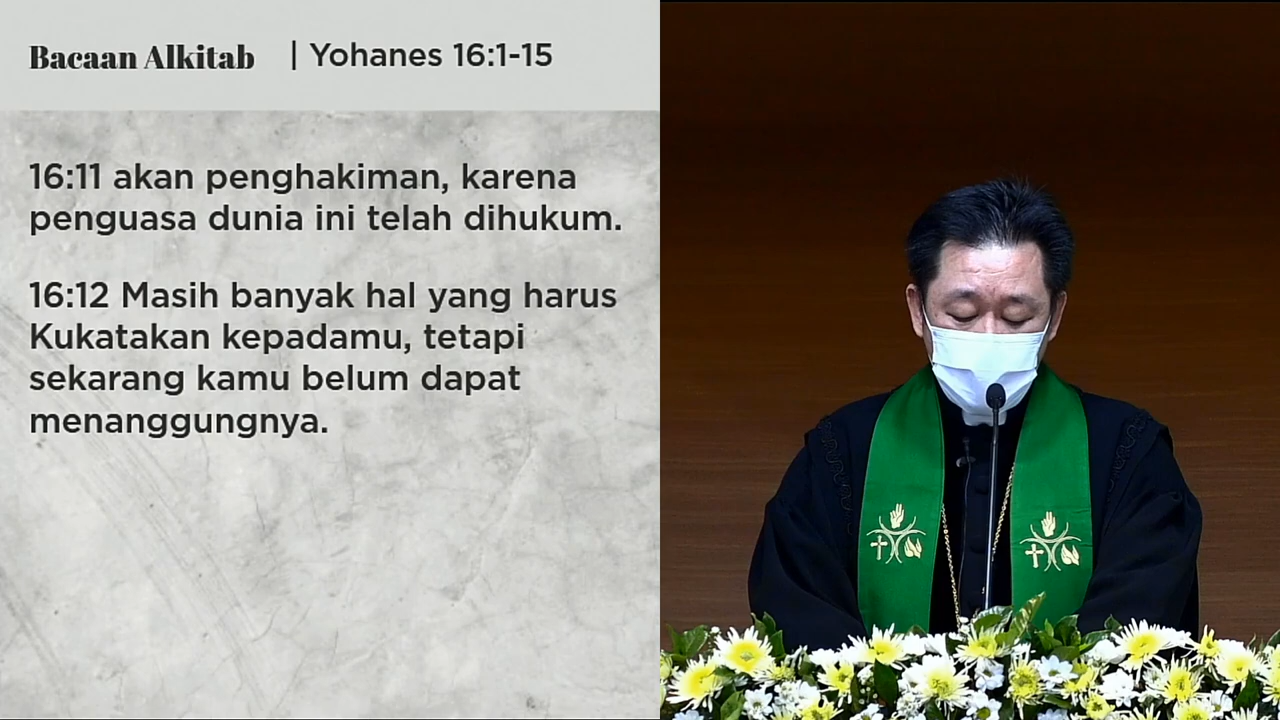 Bacaan Alkitab | Yohanes 16:1-15
16:11 akan penghakiman, karena
penguasa dunia ini telah dihukum.
16:12 Masih banyak hal yang harus
Kukatakan kepadamu, tetapi
sekarang kamu belum dapat
menanggungnya.